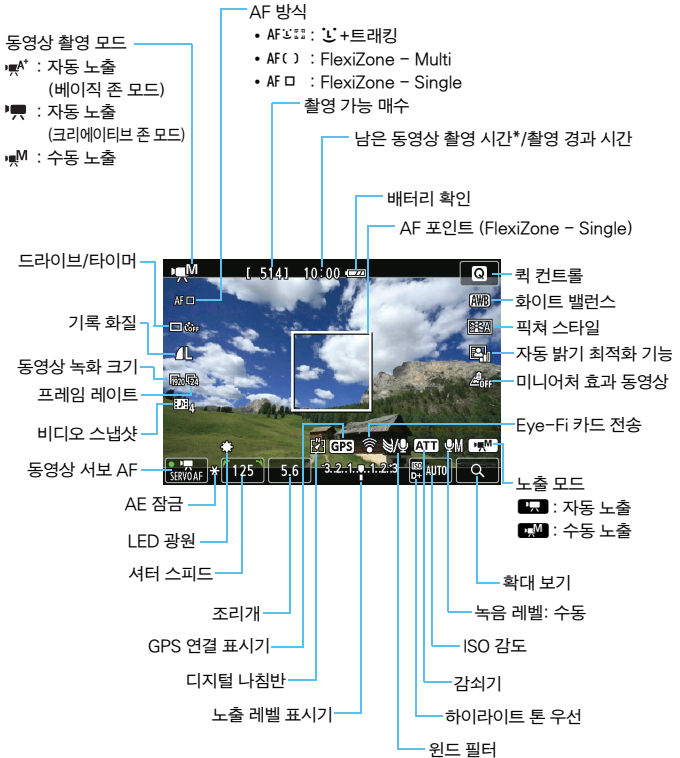 AF 방식
• AF : +트래킹
• AF( ) : FlexiZone - Multi
• AF □ : FlexiZone - Single
동영상 촬영 모드
A+ : 자동 노출
(베이직 존 모드)
: 자동 노출
(크리에이티브 존 모드)
M : 수동 노출
촬영 가능 매수
남은 동영상 촬영 시간*/촬영 경과 시간
배터리 확인
AF 포인트 (FlexiZone - Single)
드라이브/타이머
기록 화질
동영상 녹화 크기
프레임 레이트
비디오 스냅샷
동영상 서보 AF
AE 잠금
LED 광원
셔터 스피드
조리개
GPS 연결 표시기
디지털 나침반
노출 레벨 표시기
M [ 514] 10:00 Q
AF □
AWB
OFF
A
L
1920 24
OFF
4
N GPS ATT M M
SERVO AF * 125 5.6 3..2..1..▼..1..2..:3 ISO D+ AUTO
퀵 컨트롤
화이트 밸런스
픽쳐 스타일
자동 밝기 최적화 기능
미니어처 효과 동영상
Eye-Fi 카드 전송
노출 모드
: 자동 노출
M : 수동 노출
확대 보기
녹음 레벨: 수동
ISO 감도
감쇠기
하이라이트 톤 우선
윈드 필터